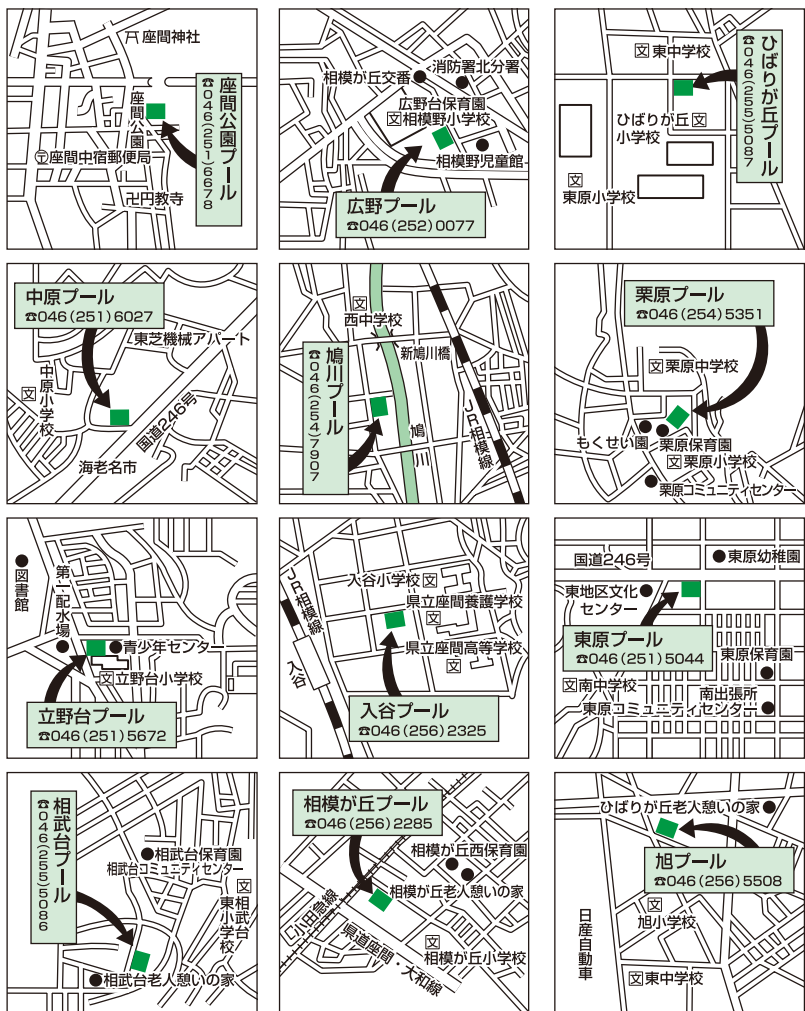 座間神社
座間公園
座間公園プール
☎046(251)6678
座間中宿郵便局
円教寺
消防署北分署
相模が丘交番
広野台保育園
文相模野小学校
相模野児童館
広野プール
☎046(252)0077
文東中学校
ひばりが丘プール
☎046(255)5087
ひばりが丘文
小学校
文
東原小学校
中原プール
☎046(251)6027
東芝機械アパート
文
中原小学校
国道246号
海老名市
文
西中学校
新鳩川橋
鳩川プール
☎046(254)7907
鳩川
JR相模線
栗原プール
☎046(254)5351
文栗原中学校
もくせい園
栗原保育園
文栗原小学校
栗原コミュニティセンター
図書館
第一配水場
青少年センター
文立野台小学校
立野台プール
☎046(251)5672
JR相模線
入谷小学校文
県立座間養護学校
文
県立座間高等学校
文
入谷
入谷プール
☎046(256)2325
国道246号
東原幼稚園
東地区文化
センター
東原プール
☎046(251)5044
東原保育園
文南中学校
南出張所
東原コミュニティセンター
相武台プール
☎046(255)5086
相武台保育園
相武台コミュニティセンター
文
相武台
東小学校
相武台老人憩いの家
相模が丘プール
☎046(256)2285
相模が丘西保育園
相模が丘老人憩いの家
小田急線
県道座間・大和線
文
相模が丘小学校
ひばりが丘老人憩いの家
旭プール
☎046(256)5508
文
旭小学校
日産自動車
文東中学校